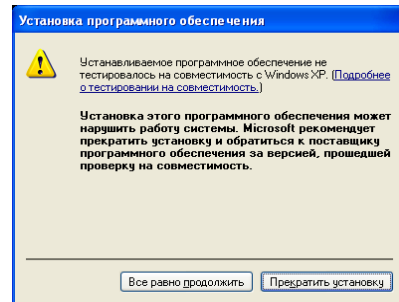 Установка программного обеспечения
Устанавливаемое программное обеспечение не
тестировалось на совместимость с Windows XP. (Подробнее
о тестировании на совместимость.)
Установка этого программного обеспечения может
нарушить работу системы. Microsoft рекомендует
прекратить установку и обратиться к поставщику
программного обеспечения за версией, прошедшей
проверку на совместимость.
Все равно продолжить
Прекратить установку